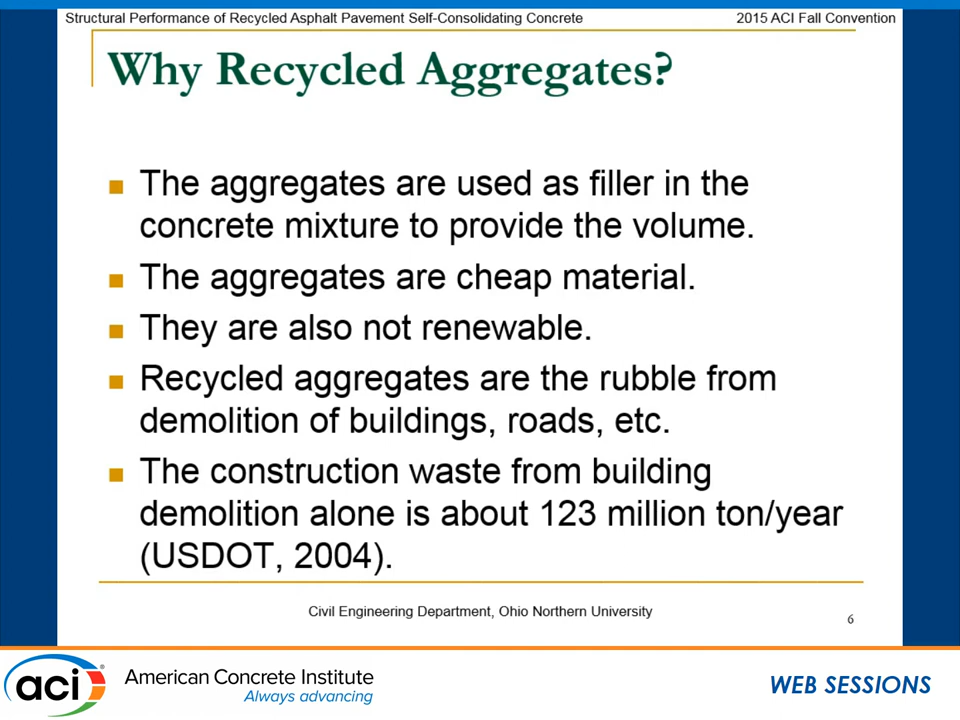 Structural Performance of Recycled Asphalt Pavement Self-Consolidating Concrete 2015 ACI Fall Convention
Why Recycled Aggregates?
The aggregates are used as filler in the
concrete mixture to provide the volume.
The aggregates are cheap material.
They are also not renewable.
Recycled aggregates are the rubble from
demolition of buildings, roads, etc.
The construction waste from building
demolition alone is about 123 million ton/year
(USDOT, 2004).
Civil Engineering Department, Ohio Northern University 6
aci® American Concrete Institute
Always advancing
WEB SESSIONS